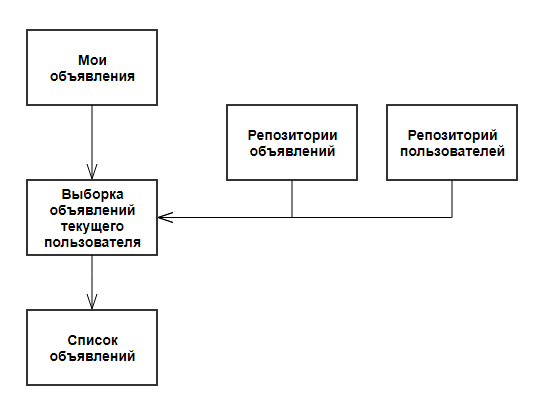 Мои
объявления
Репозитории
объявлений
Репозиторий
пользователей
Выборка
объявлений
текущего
пользователя
Список
объявлений